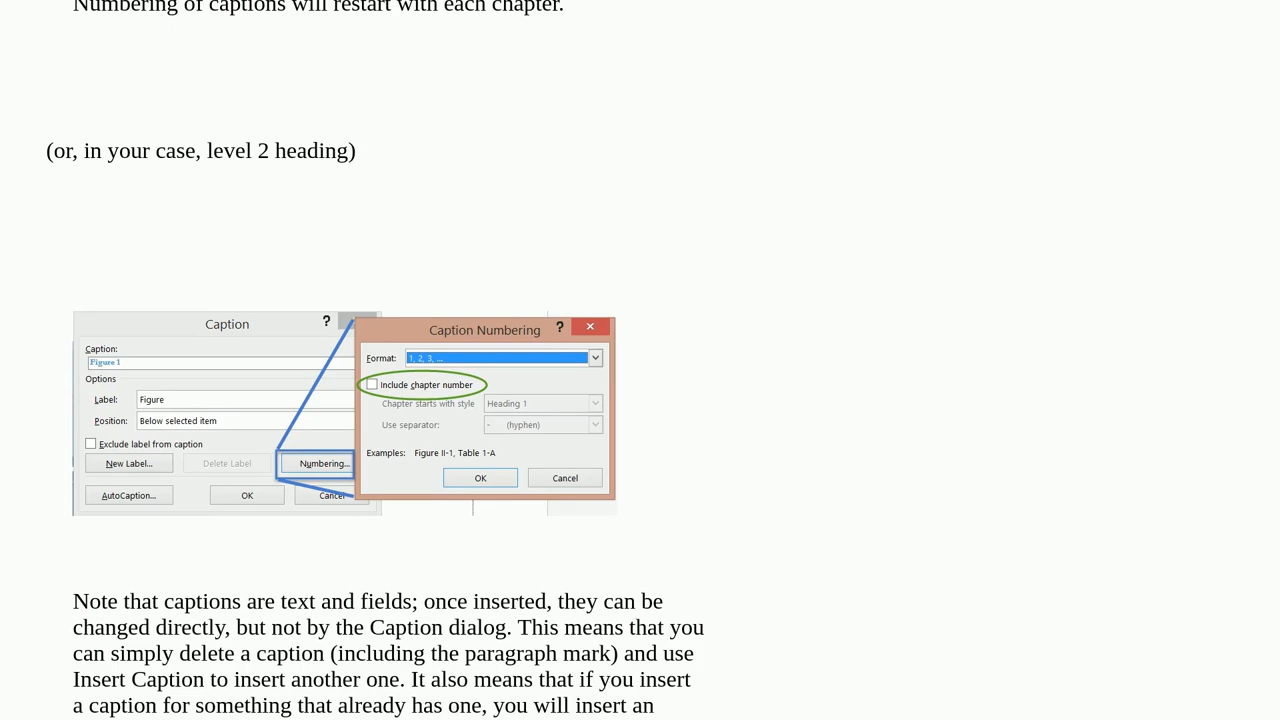 Numbering of captions will restart with each chapter.
(or, in your case, level 2 heading)
Caption
?
Caption:
Figure 1
Options
Label: Figure
Position: Below selected item
Exclude label from caption
New Label... Delete Label Numbering...
AutoCaption... OK Cancel
Caption Numbering ?
Format: 1, 2, 3, ...
Include chapter number
Chapter starts with style Heading 1
Use separator: - (hyphen)
Examples: Figure II-1, Table 1-A
OK Cancel
Note that captions are text and fields; once inserted, they can be
changed directly, but not by the Caption dialog. This means that you
can simply delete a caption (including the paragraph mark) and use
Insert Caption to insert another one. It also means that if you insert
a caption for something that already has one, you will insert an